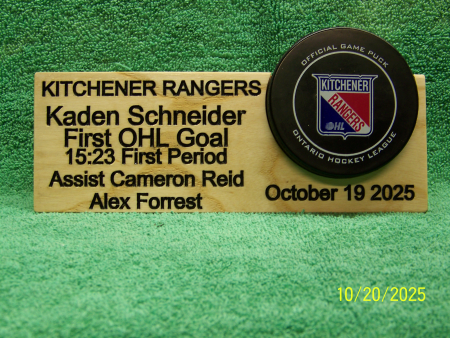 KITCHENER RANGERS
Kaden Schneider
First OHL Goal
15:23 First Period
Assist Cameron Reid
Alex Forrest
October 19 2025
OFFICIAL GAME PUCK
KITCHENER
RANGERS
OHL
ONTARIO HOCKEY LEAGUE
10/20/2025